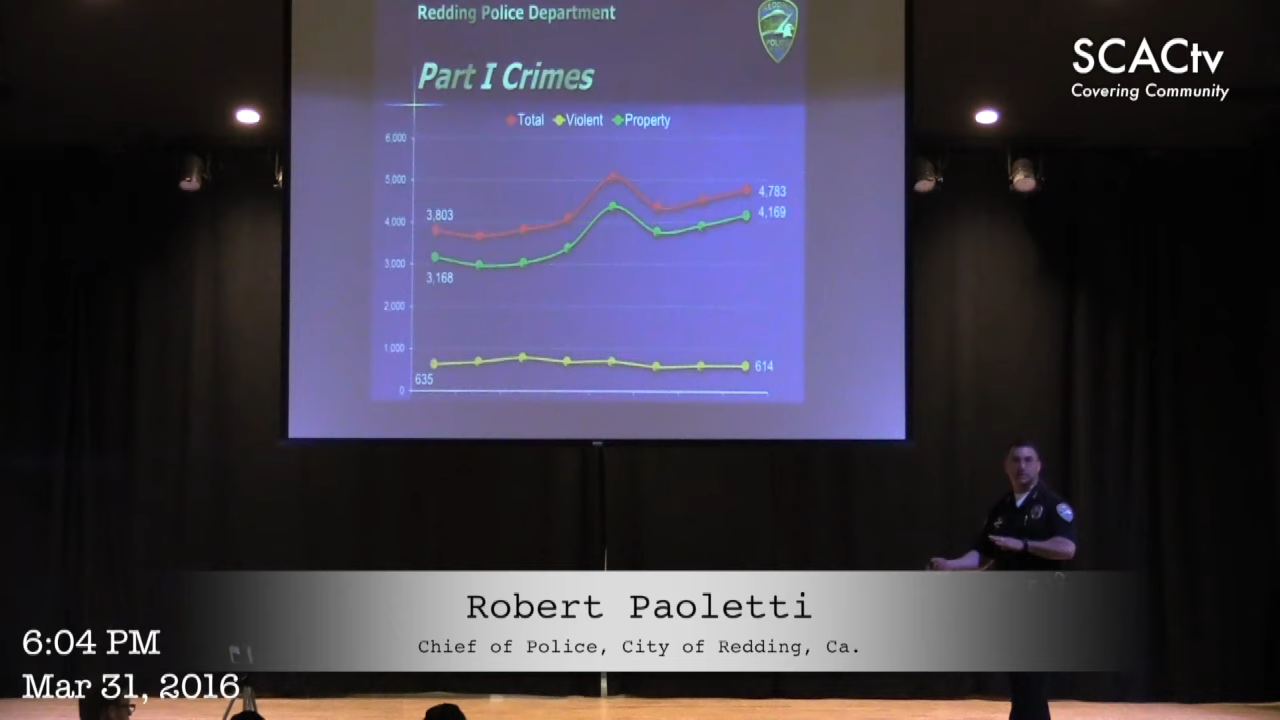 Redding Police Department
Part I Crimes
Total Violent Property
6,000
5,000
4,000
3,000
2,000
1,000
0
3,803
3,168
635
4,783
4,169
614
SCACtv
Covering Community
Robert Paoletti
Chief of Police, City of Redding, Ca.
6:04 PM
Mar 31, 2016